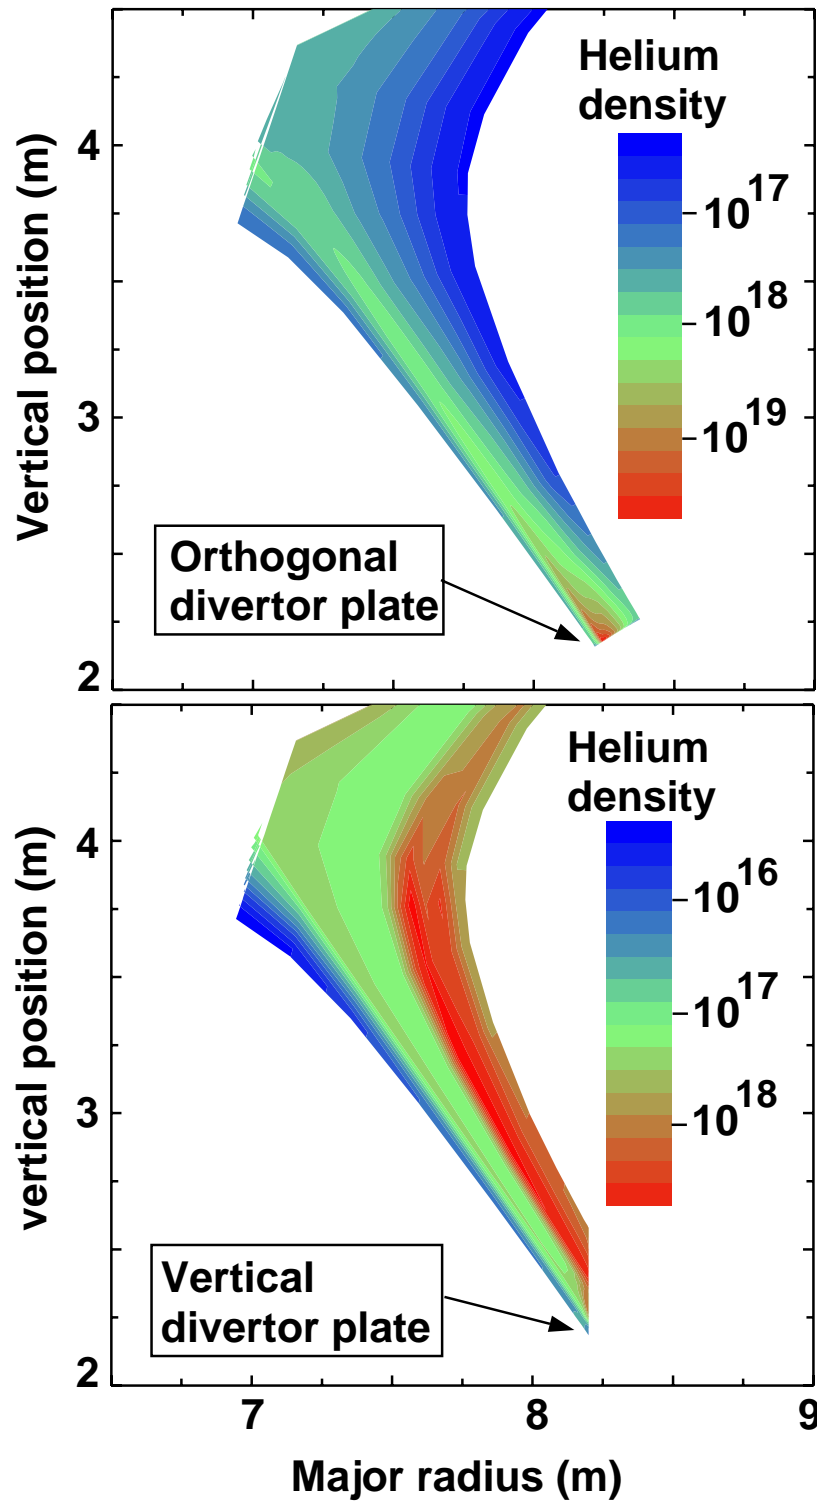 Helium
density
10^17
10^18
10^19
4
3
2
Vertical position (m)
Orthogonal
divertor plate
Helium
density
10^16
10^17
10^18
4
3
2
vertical position (m)
Vertical
divertor plate
7 8 9
Major radius (m)